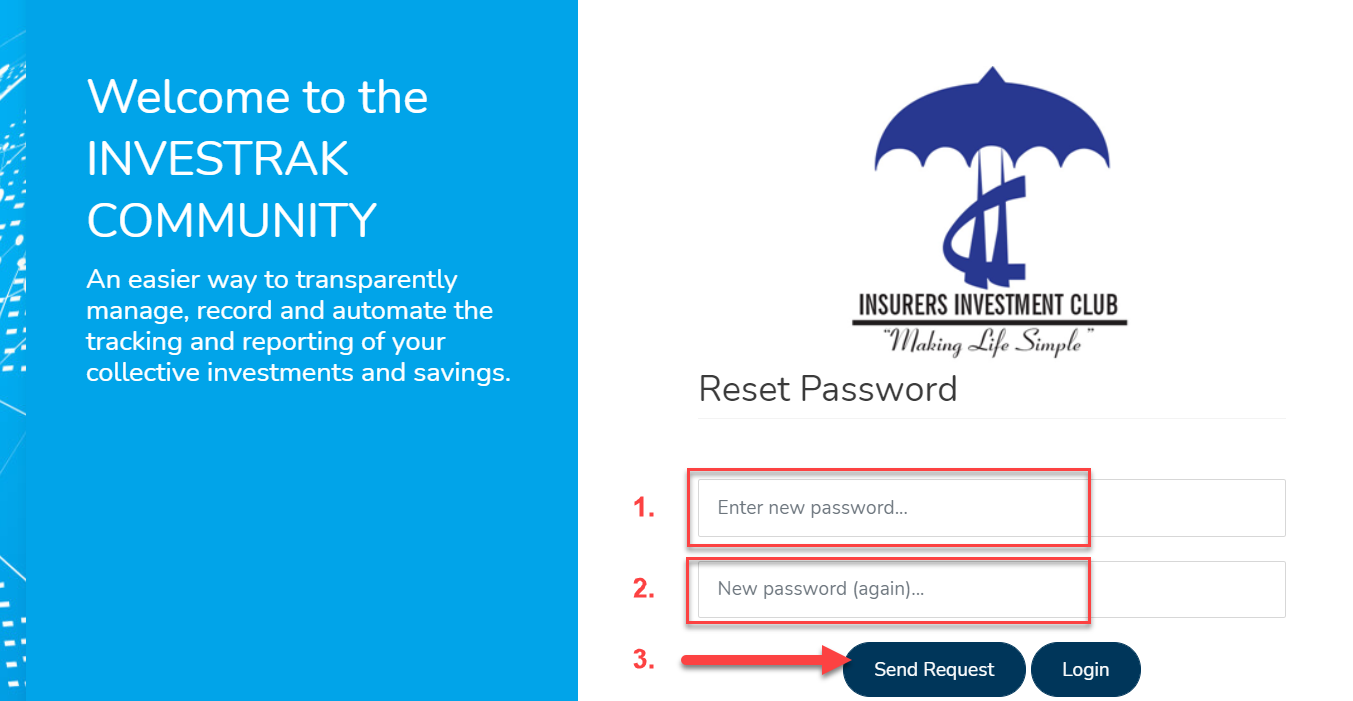 Welcome to the
INVESTRAK
COMMUNITY
An easier way to transparently
manage, record and automate the
tracking and reporting of your
collective investments and savings.
INSURERS INVESTMENT CLUB
"Making Life Simple"
Reset Password
1.
Enter new password...
2.
New password (again)...
3.
Send Request
Login